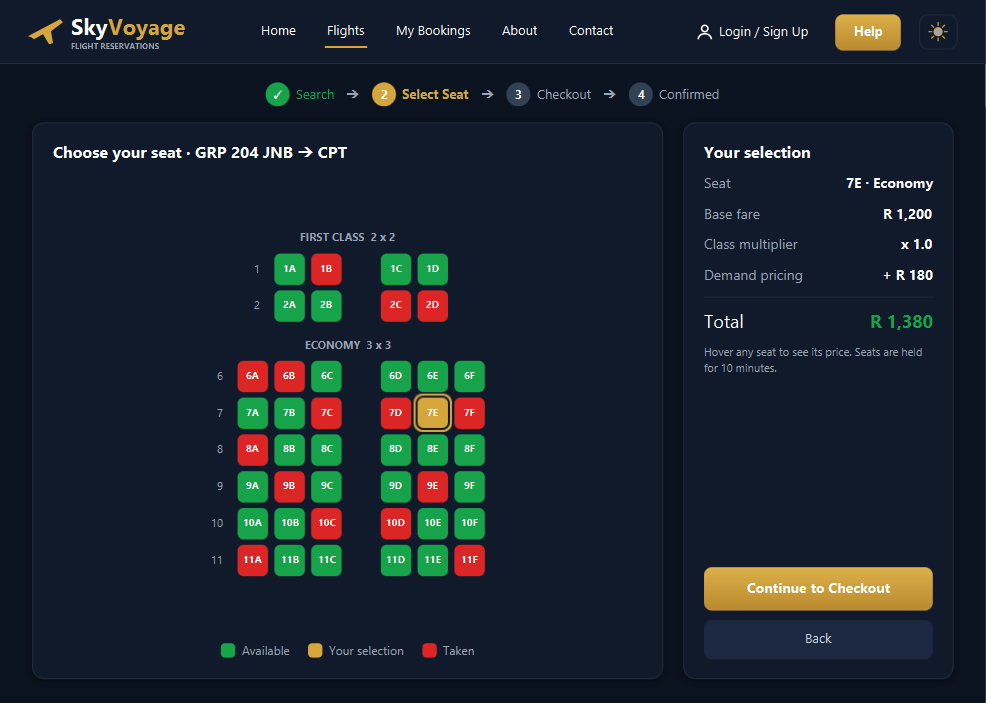 SkyVoyage
FLIGHT RESERVATIONS
Home Flights My Bookings About Contact
Login / Sign Up
Help
✓ Search → 2 Select Seat → 3 Checkout → 4 Confirmed
Choose your seat · GRP 204 JNB → CPT
FIRST CLASS 2 x 2
1 1A 1B 1C 1D
2 2A 2B 2C 2D
ECONOMY 3 x 3
6 6A 6B 6C 6D 6E 6F
7 7A 7B 7C 7D 7E 7F
8 8A 8B 8C 8D 8E 8F
9 9A 9B 9C 9D 9E 9F
10 10A 10B 10C 10D 10E 10F
11 11A 11B 11C 11D 11E 11F
Available Your selection Taken
Your selection
Seat 7E · Economy
Base fare R 1,200
Class multiplier x 1.0
Demand pricing + R 180
Total R 1,380
Hover any seat to see its price. Seats are held
for 10 minutes.
Continue to Checkout
Back